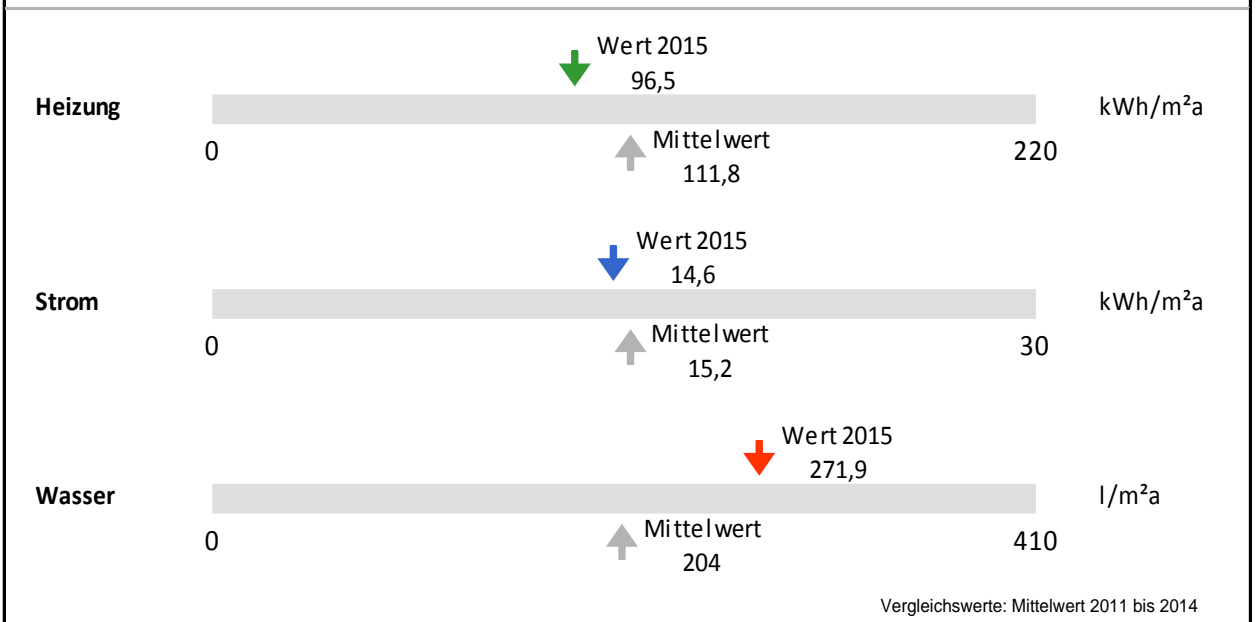 Wert 2015
96,5
Heizung
kWh/m²a
0
Mittelwert
220
111,8
Wert 2015
14,6
Strom
kWh/m²a
0
Mittelwert
30
15,2
Wert 2015
271,9
Wasser
l/m²a
0
Mittelwert
410
204
Vergleichswerte: Mittelwert 2011 bis 2014